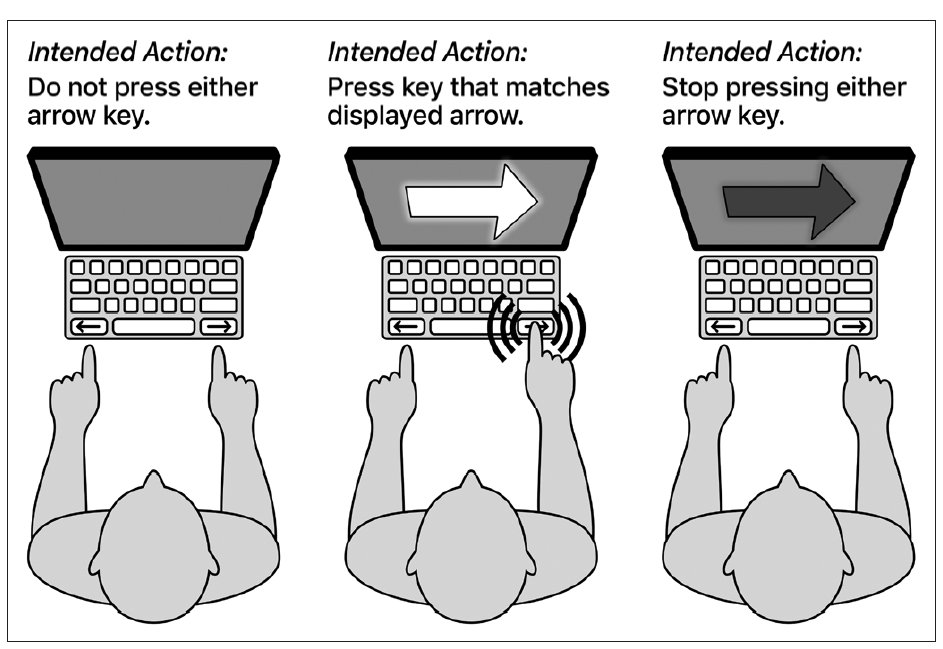 Intended Action:
Do not press either
arrow key.
Intended Action:
Press key that matches
displayed arrow.
Intended Action:
Stop pressing either
arrow key.